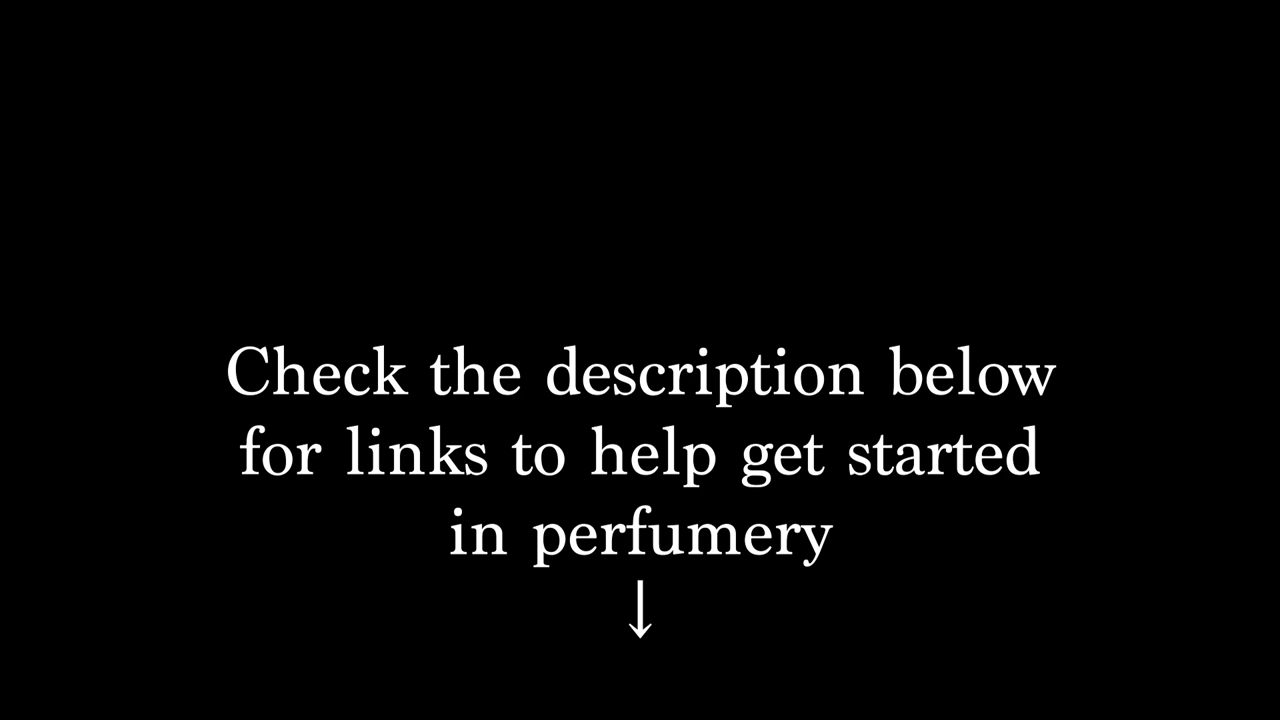 Check the description below
for links to help get started
in perfumery
↓